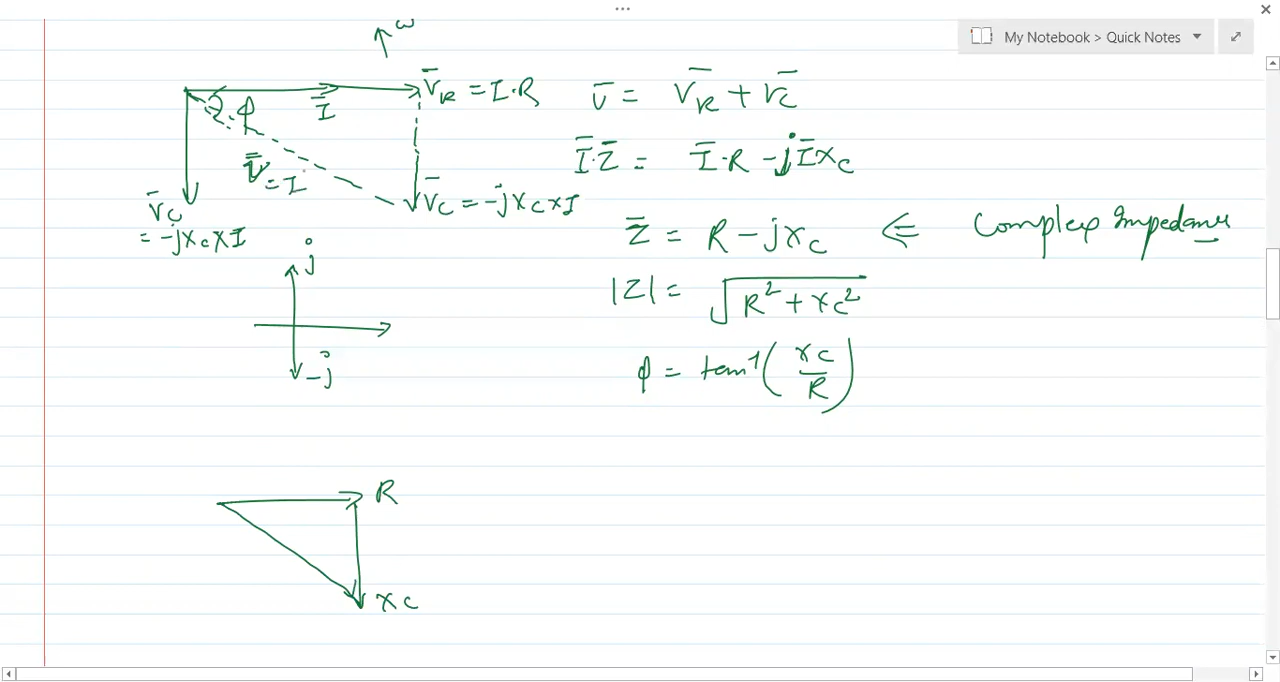 My Notebook > Quick Notes
ω
V̄R = I·R
Ī
φ
V̄ = I
V̄C
= -jXC×I
V̄C = -jXC×I
V̄ = V̄R + V̄C
Ī·Z̄ = Ī·R - jĪXC
Z̄ = R - jXC ⇐ Complex Impedance
|Z| = √(R² + XC²)
φ = tan⁻¹(XC/R)
j
-j
R
XC